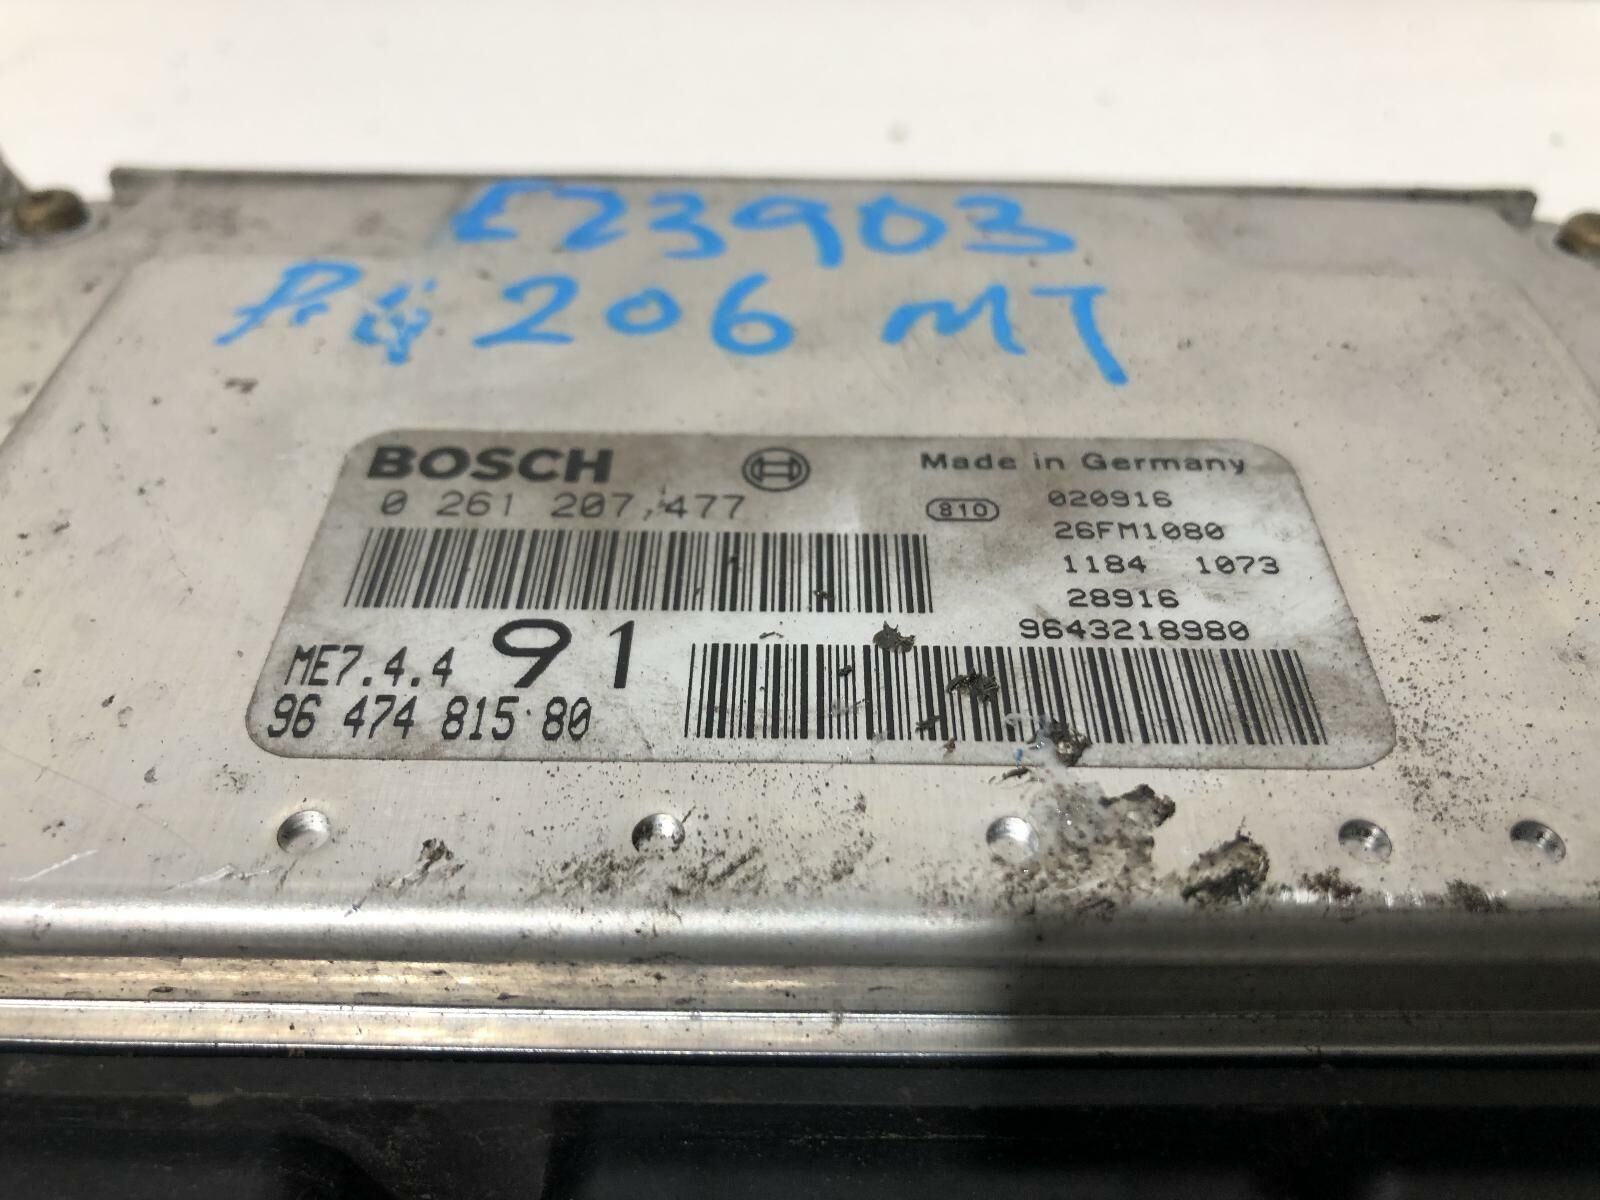 E23903
206 MT
BOSCH
Made in Germany
0 261 207,477
810
020916
26FM1080
1184 1073
28916
9643218980
ME7.4.4
91
96 474 815 80